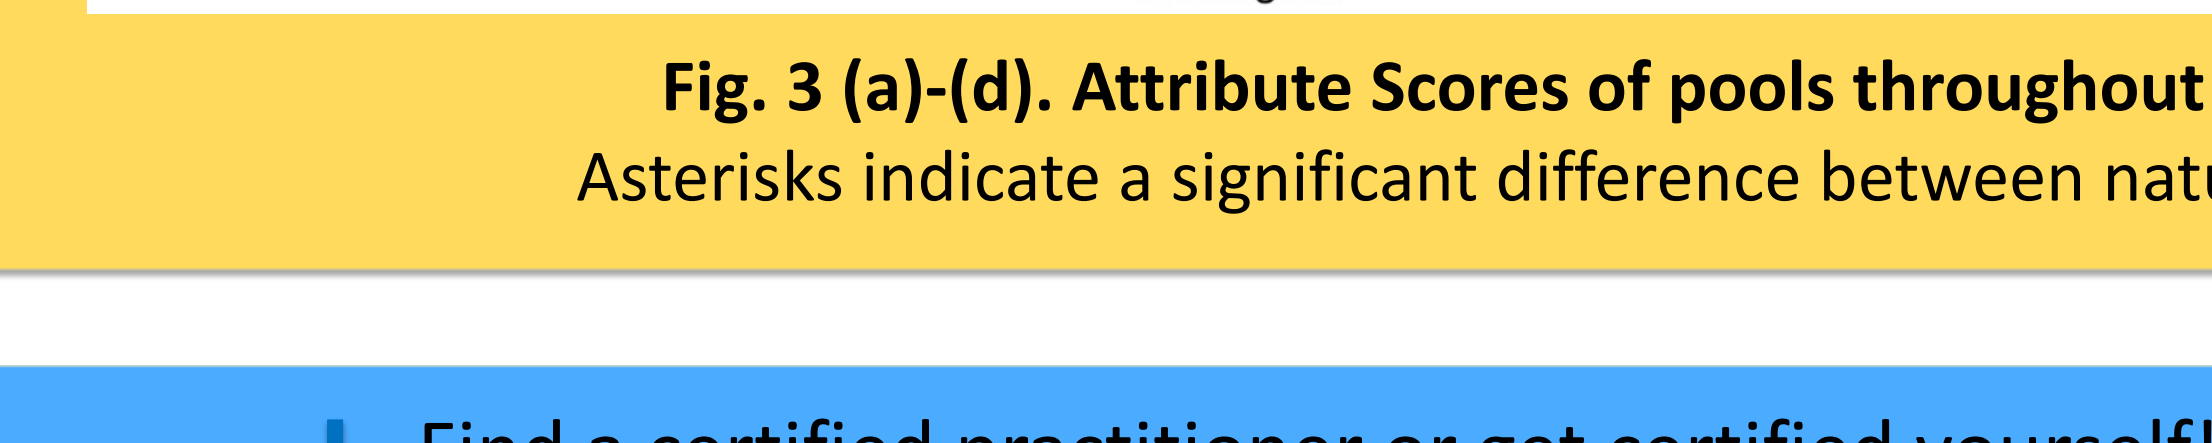 Fig. 3 (a)-(d). Attribute Scores of pools throughout
Asterisks indicate a significant difference between natu
Find a certified practitioner or get certified yourself!